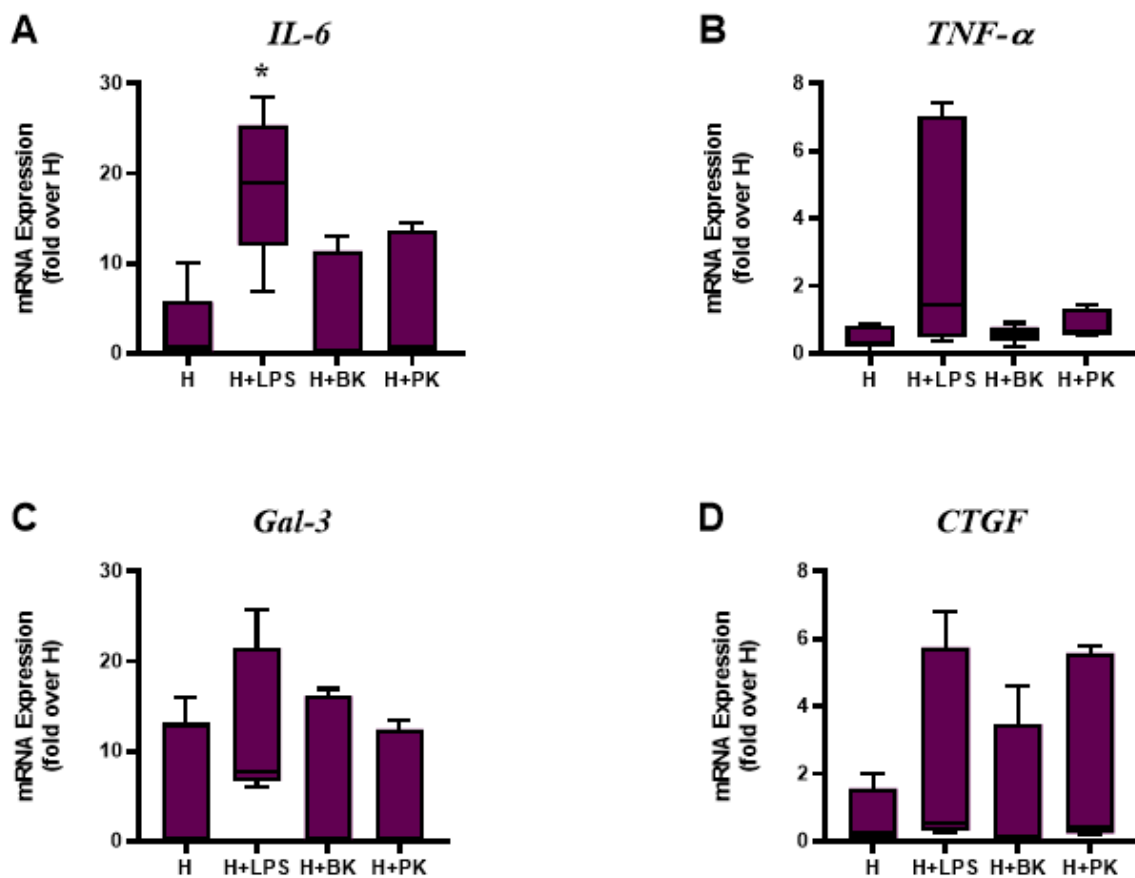 A
IL-6
mRNA Expression
(fold over H)
30
20
10
0
*
H
H+LPS
H+BK
H+PK
B
TNF-α
mRNA Expression
(fold over H)
8
6
4
2
0
H
H+LPS
H+BK
H+PK
C
Gal-3
mRNA Expression
(fold over H)
30
20
10
0
H
H+LPS
H+BK
H+PK
D
CTGF
mRNA Expression
(fold over H)
8
6
4
2
0
H
H+LPS
H+BK
H+PK